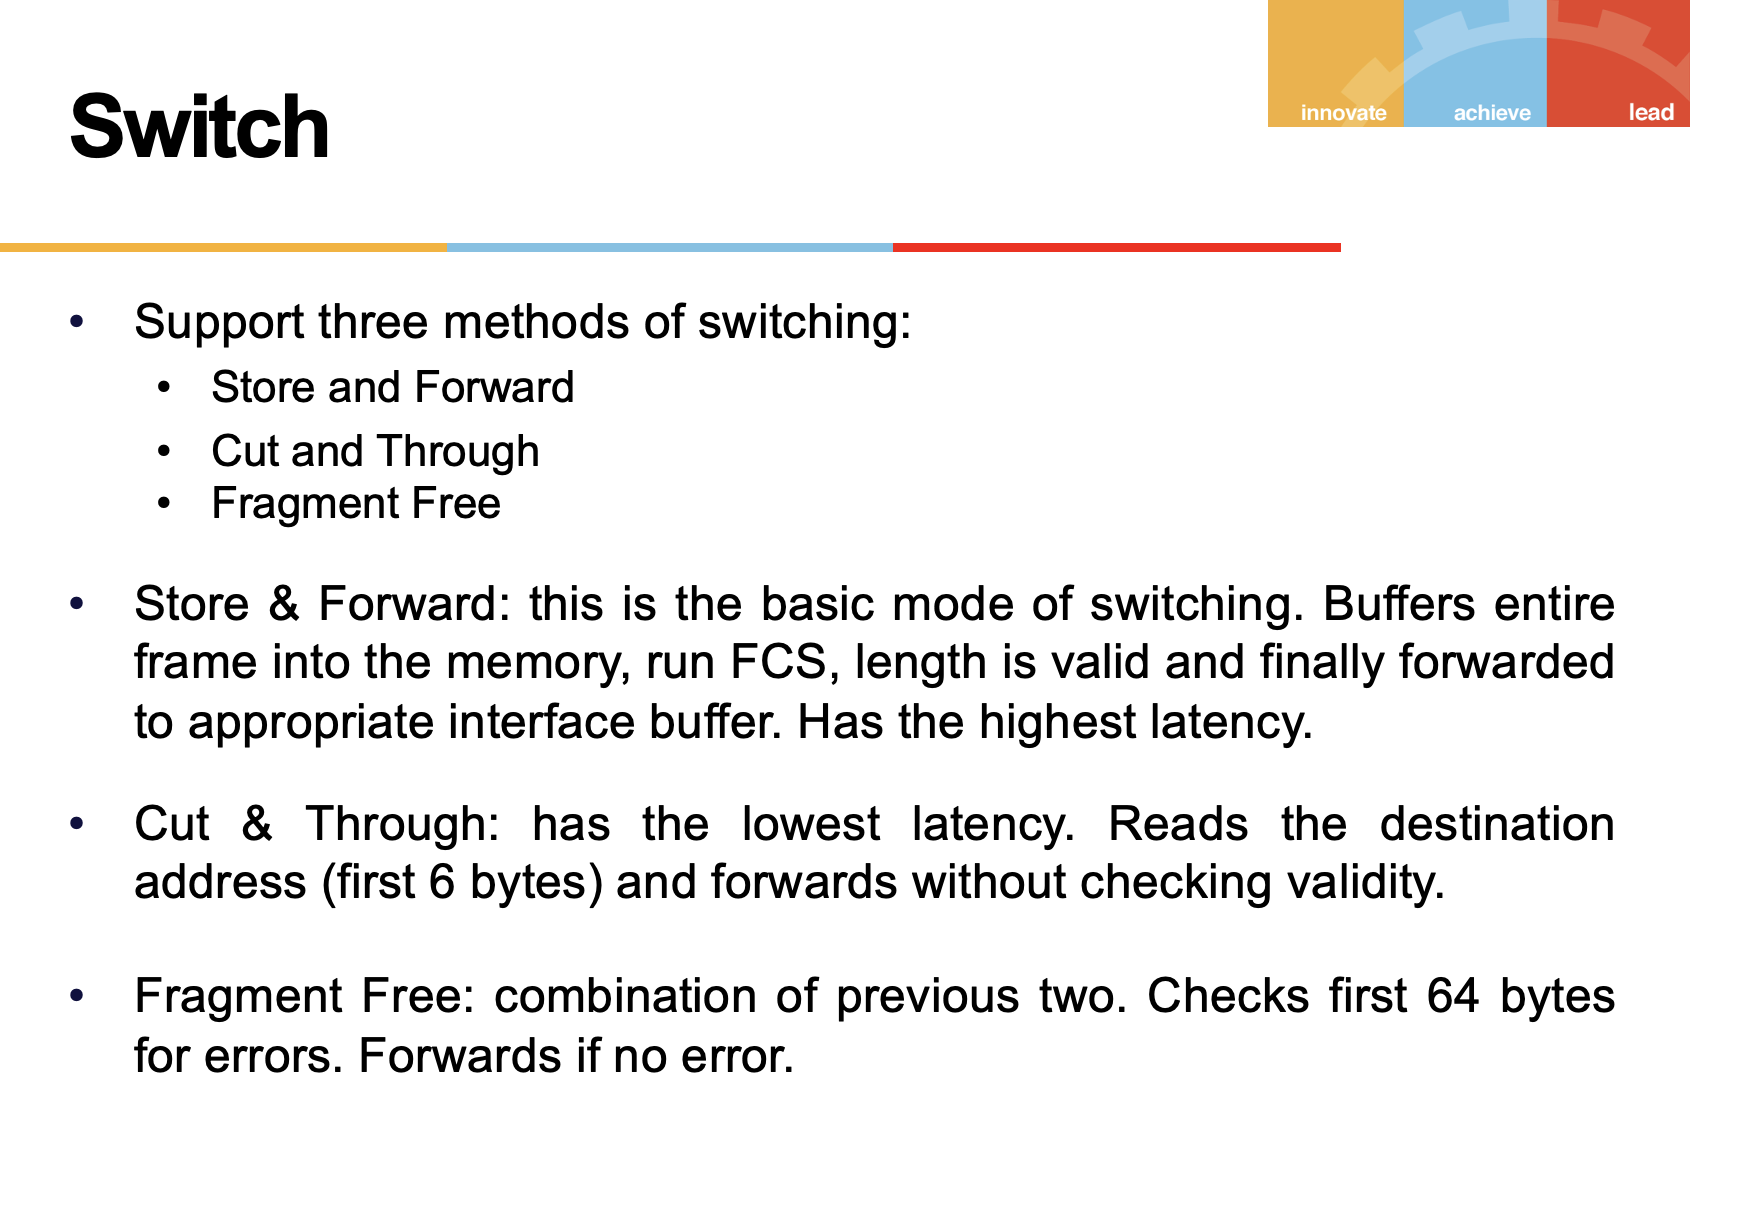 innovate achieve lead
Switch
• Support three methods of switching:
• Store and Forward
• Cut and Through
• Fragment Free
• Store & Forward: this is the basic mode of switching. Buffers entire
frame into the memory, run FCS, length is valid and finally forwarded
to appropriate interface buffer. Has the highest latency.
• Cut & Through: has the lowest latency. Reads the destination
address (first 6 bytes) and forwards without checking validity.
• Fragment Free: combination of previous two. Checks first 64 bytes
for errors. Forwards if no error.